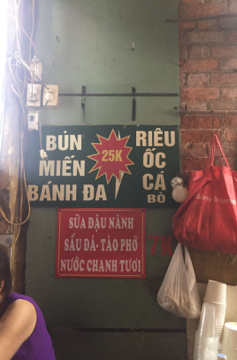 BÚN
MIẾN
BÁNH ĐA
25K
RIÊU
ỐC
CÁ
BÒ
SỮA ĐẬU NÀNH
SẤU ĐÁ - TÀO PHỚ
NƯỚC CHANH TƯƠI